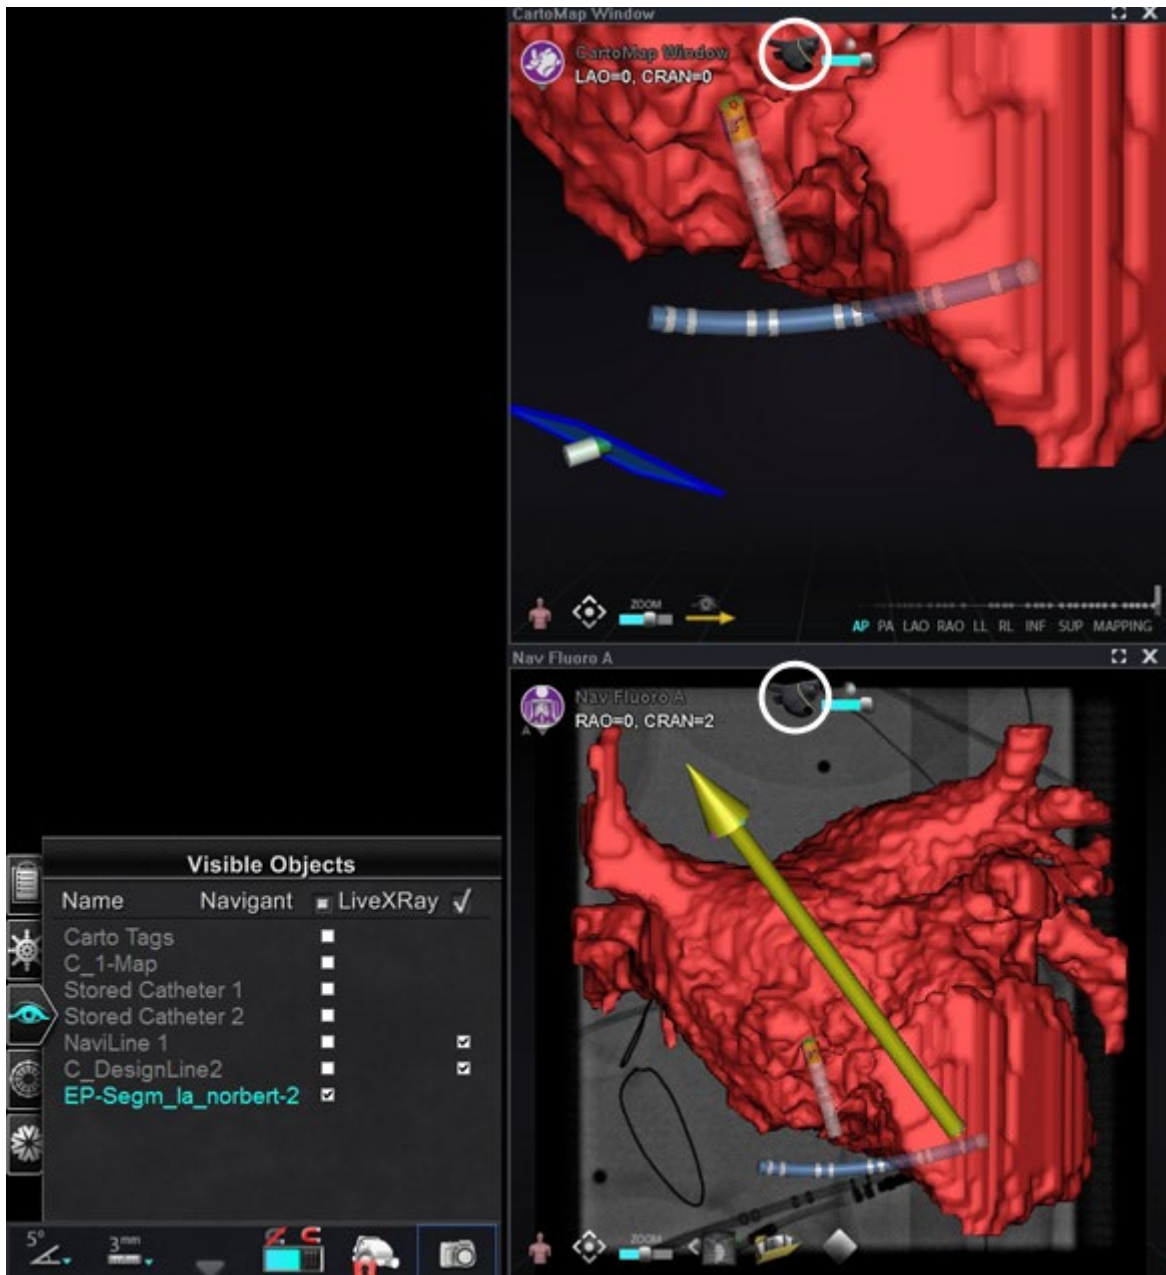 CartoMap Window
CartoMap Window
LAO=0, CRAN=0
ZOOM
AP PA LAO RAO LL RL INF SUP MAPPING
Nav Fluoro A
Nav Fluoro A
RAO=0, CRAN=2
A
ZOOM
Visible Objects
Name Navigant LiveXRay
Carto Tags
C_1-Map
Stored Catheter 1
Stored Catheter 2
NaviLine 1
C_DesignLine2
EP-Segm_la_norbert-2
5° 3mm